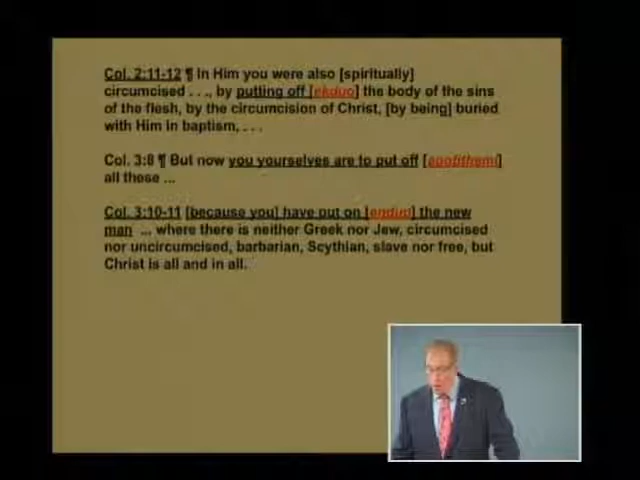 Col. 2:11-12 ¶ In Him you were also [spiritually]
circumcised . . ., by putting off [ekduo] the body of the sins
of the flesh, by the circumcision of Christ, [by being] buried
with Him in baptism, . . .
Col. 3:8 ¶ But now you yourselves are to put off [apotithemi]
all these ...
Col. 3:10-11 [because you] have put on [enduo] the new
man ... where there is neither Greek nor Jew, circumcised
nor uncircumcised, barbarian, Scythian, slave nor free, but
Christ is all and in all.